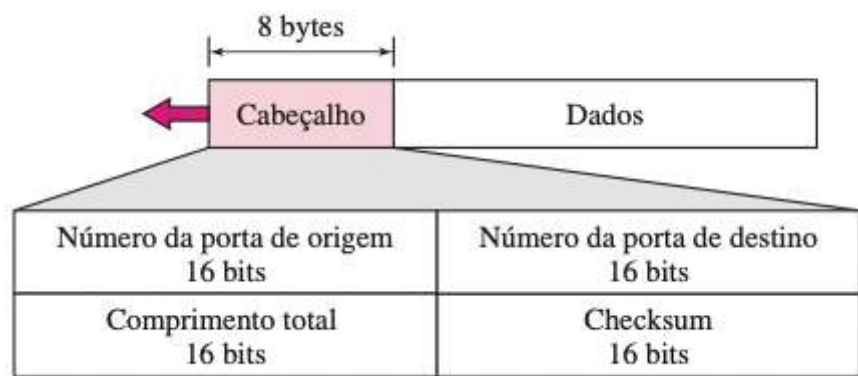 8 bytes
Cabeçalho
Dados
Número da porta de origem
16 bits
Número da porta de destino
16 bits
Comprimento total
16 bits
Checksum
16 bits